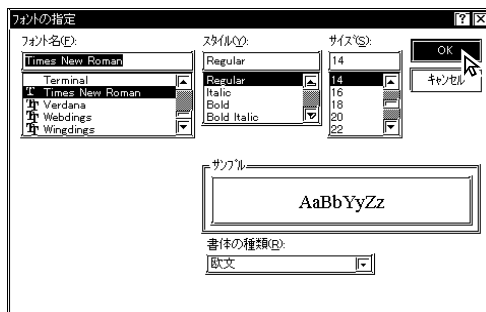 フォントの指定
フォント名(F):
Times New Roman
Terminal
Times New Roman
Verdana
Webdings
Wingdings
スタイル(Y):
Regular
Regular
Italic
Bold
Bold Italic
サイズ(S):
14
14
16
18
20
22
OK
キャンセル
サンプル
AaBbYyZz
書体の種類(R):
欧文